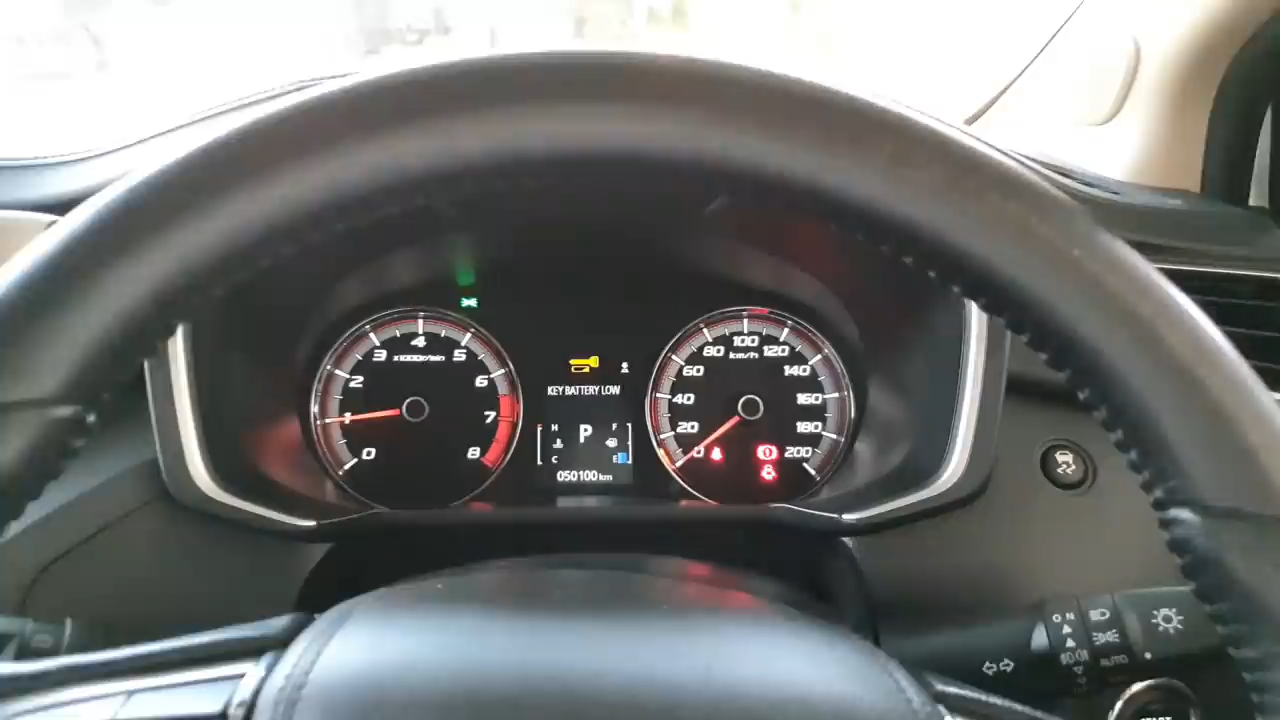 0 1 2 3 4 5 6 7 8
x1000r/min
KEY BATTERY LOW
H F
P
C E
050100 km
0 20 40 60 80 100 120 140 160 180 200
km/h
ON
AUTO
START